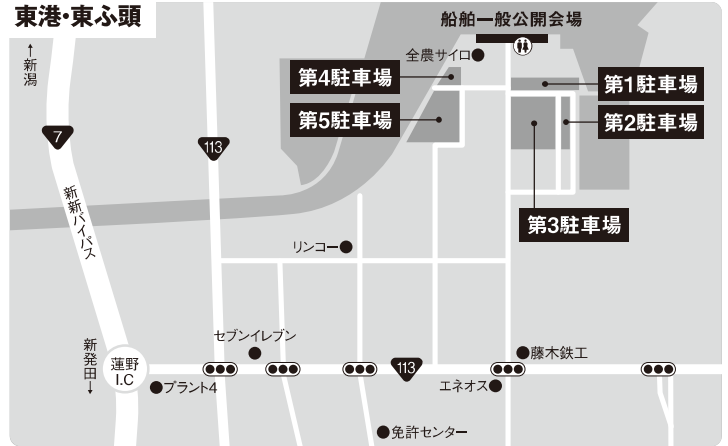 東港・東ふ頭
船舶一般公開会場
↑新潟
全農サイロ
第4駐車場
第1駐車場
第5駐車場
第2駐車場
7
113
新新バイパス
第3駐車場
リンコー
セブンイレブン
新発田↓
蓮野
I.C
プラント4
113
藤木鉄工
エネオス
免許センター